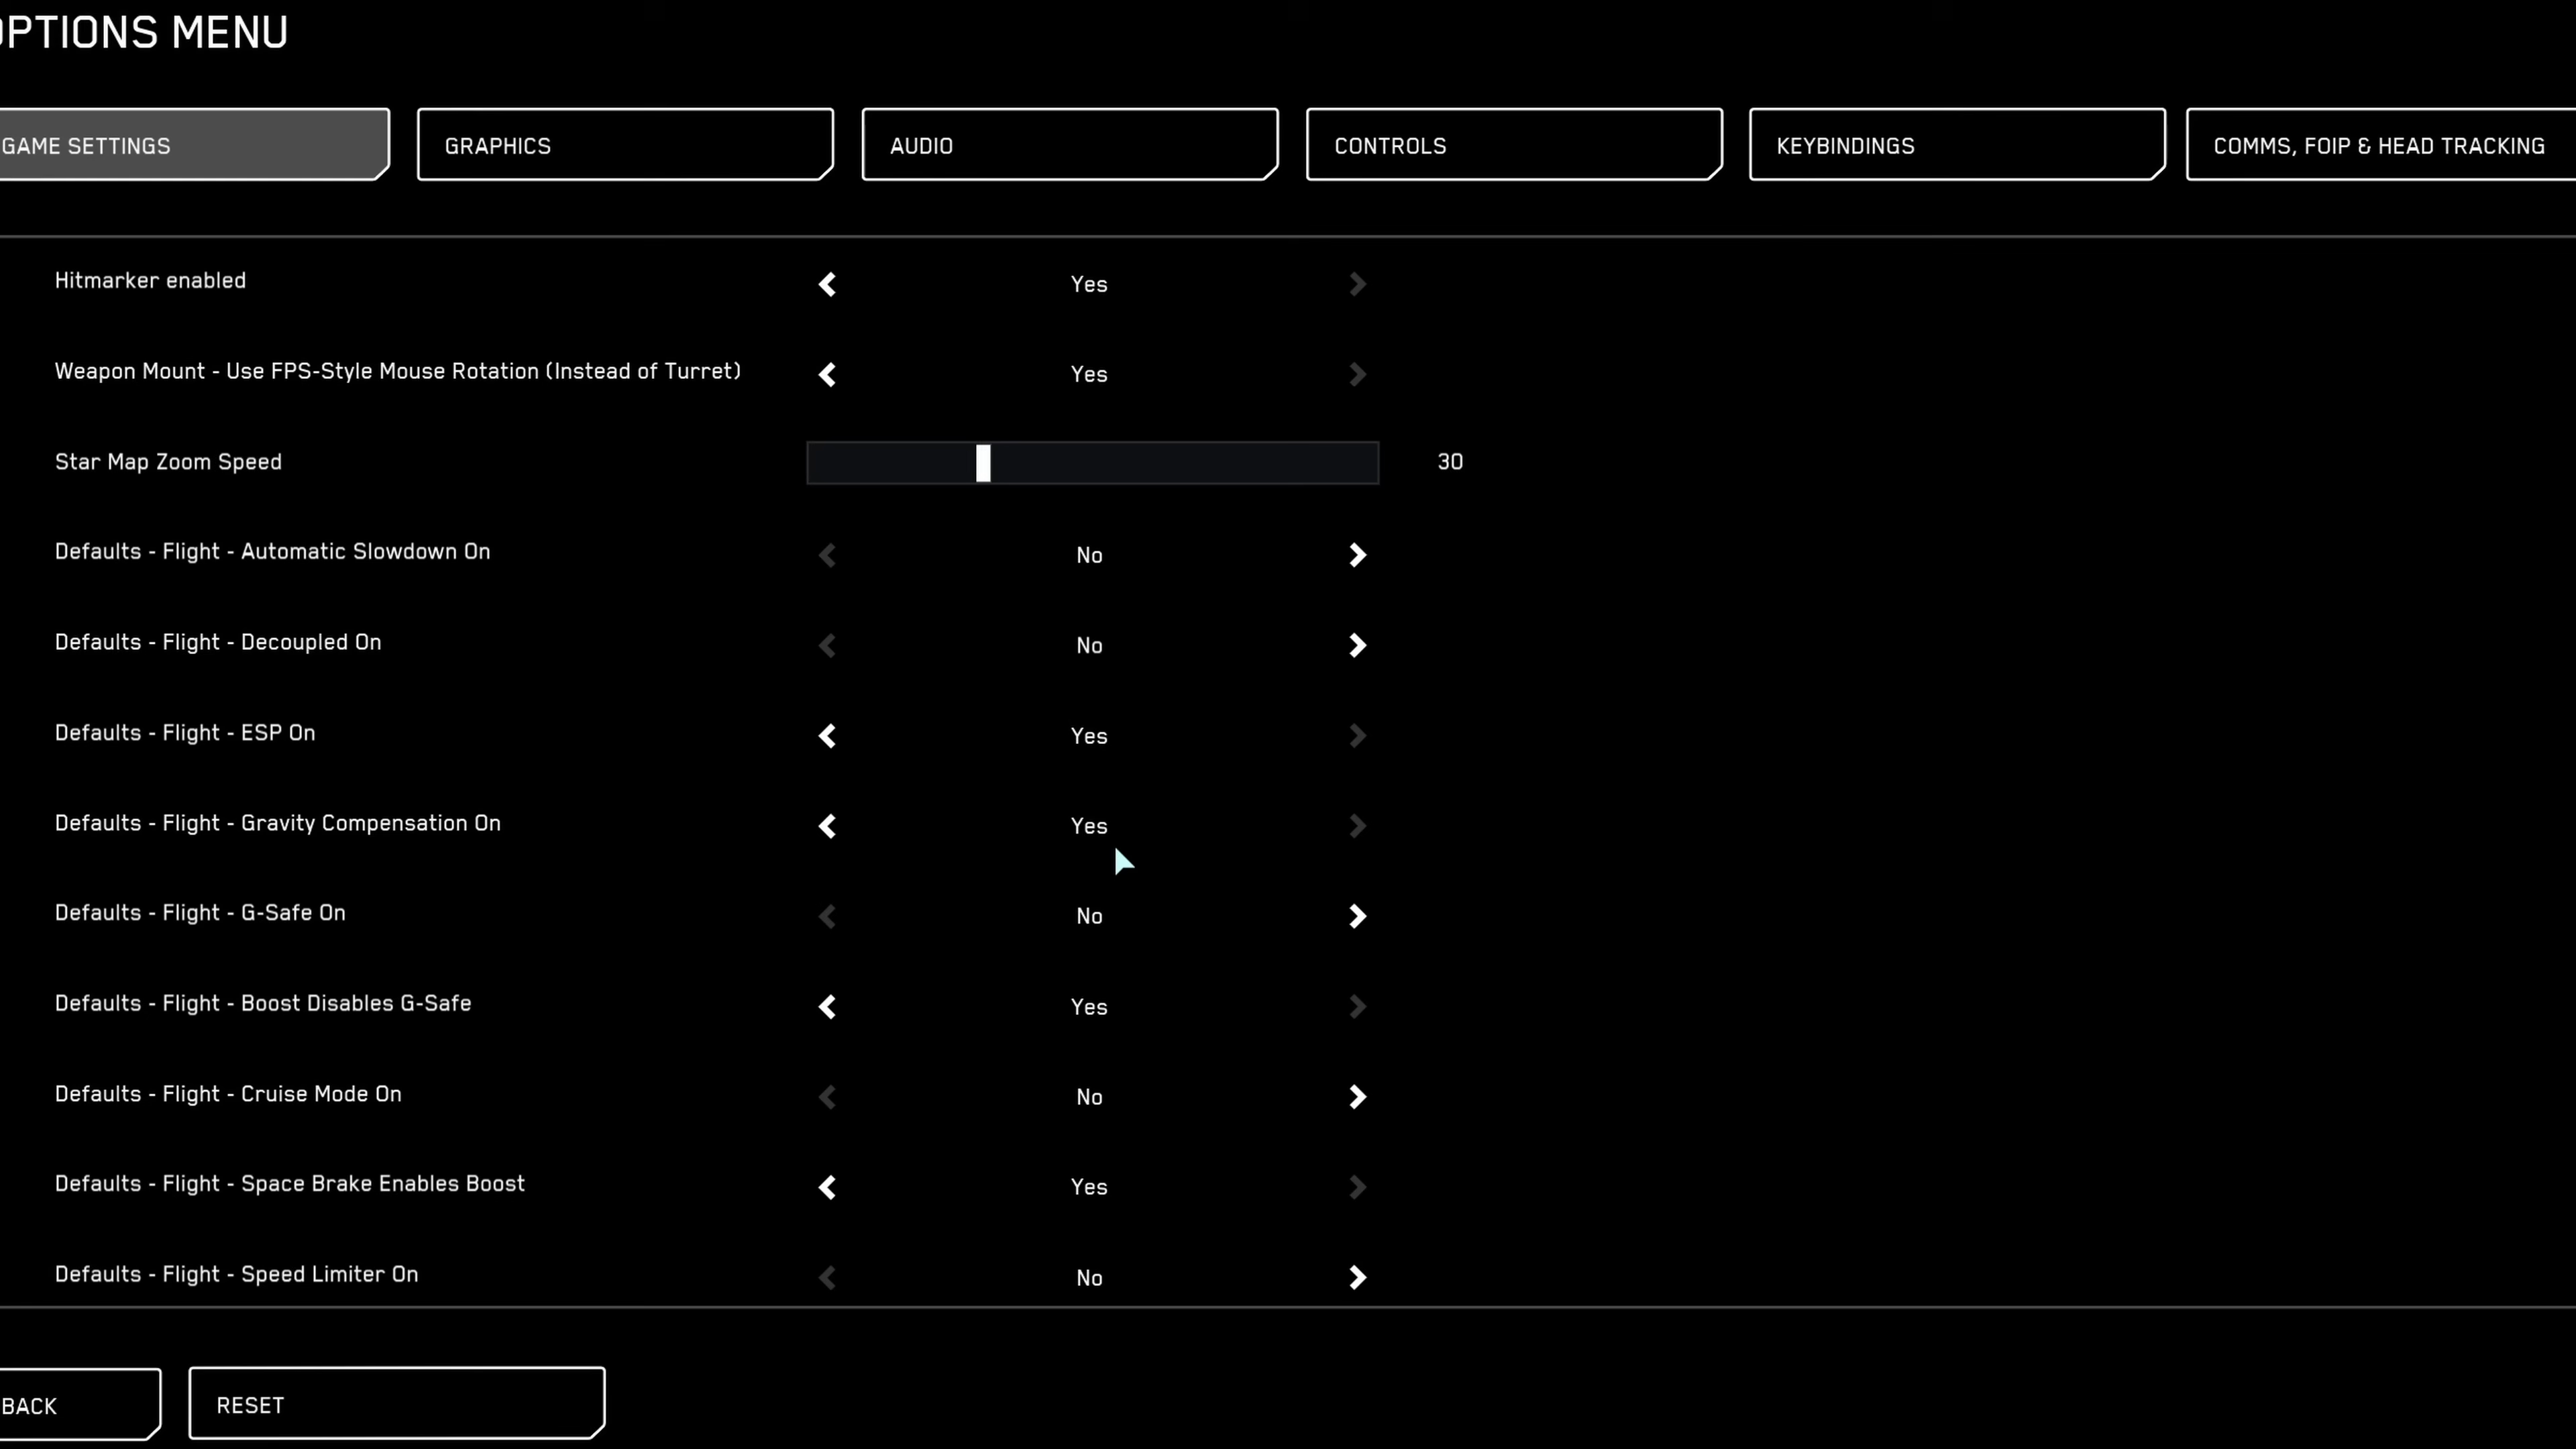 OPTIONS MENU
GAME SETTINGS GRAPHICS AUDIO CONTROLS KEYBINDINGS COMMS, FOIP & HEAD TRACKING
Hitmarker enabled Yes
Weapon Mount - Use FPS-Style Mouse Rotation (Instead of Turret) Yes
Star Map Zoom Speed 30
Defaults - Flight - Automatic Slowdown On No
Defaults - Flight - Decoupled On No
Defaults - Flight - ESP On Yes
Defaults - Flight - Gravity Compensation On Yes
Defaults - Flight - G-Safe On No
Defaults - Flight - Boost Disables G-Safe Yes
Defaults - Flight - Cruise Mode On No
Defaults - Flight - Space Brake Enables Boost Yes
Defaults - Flight - Speed Limiter On No
BACK RESET